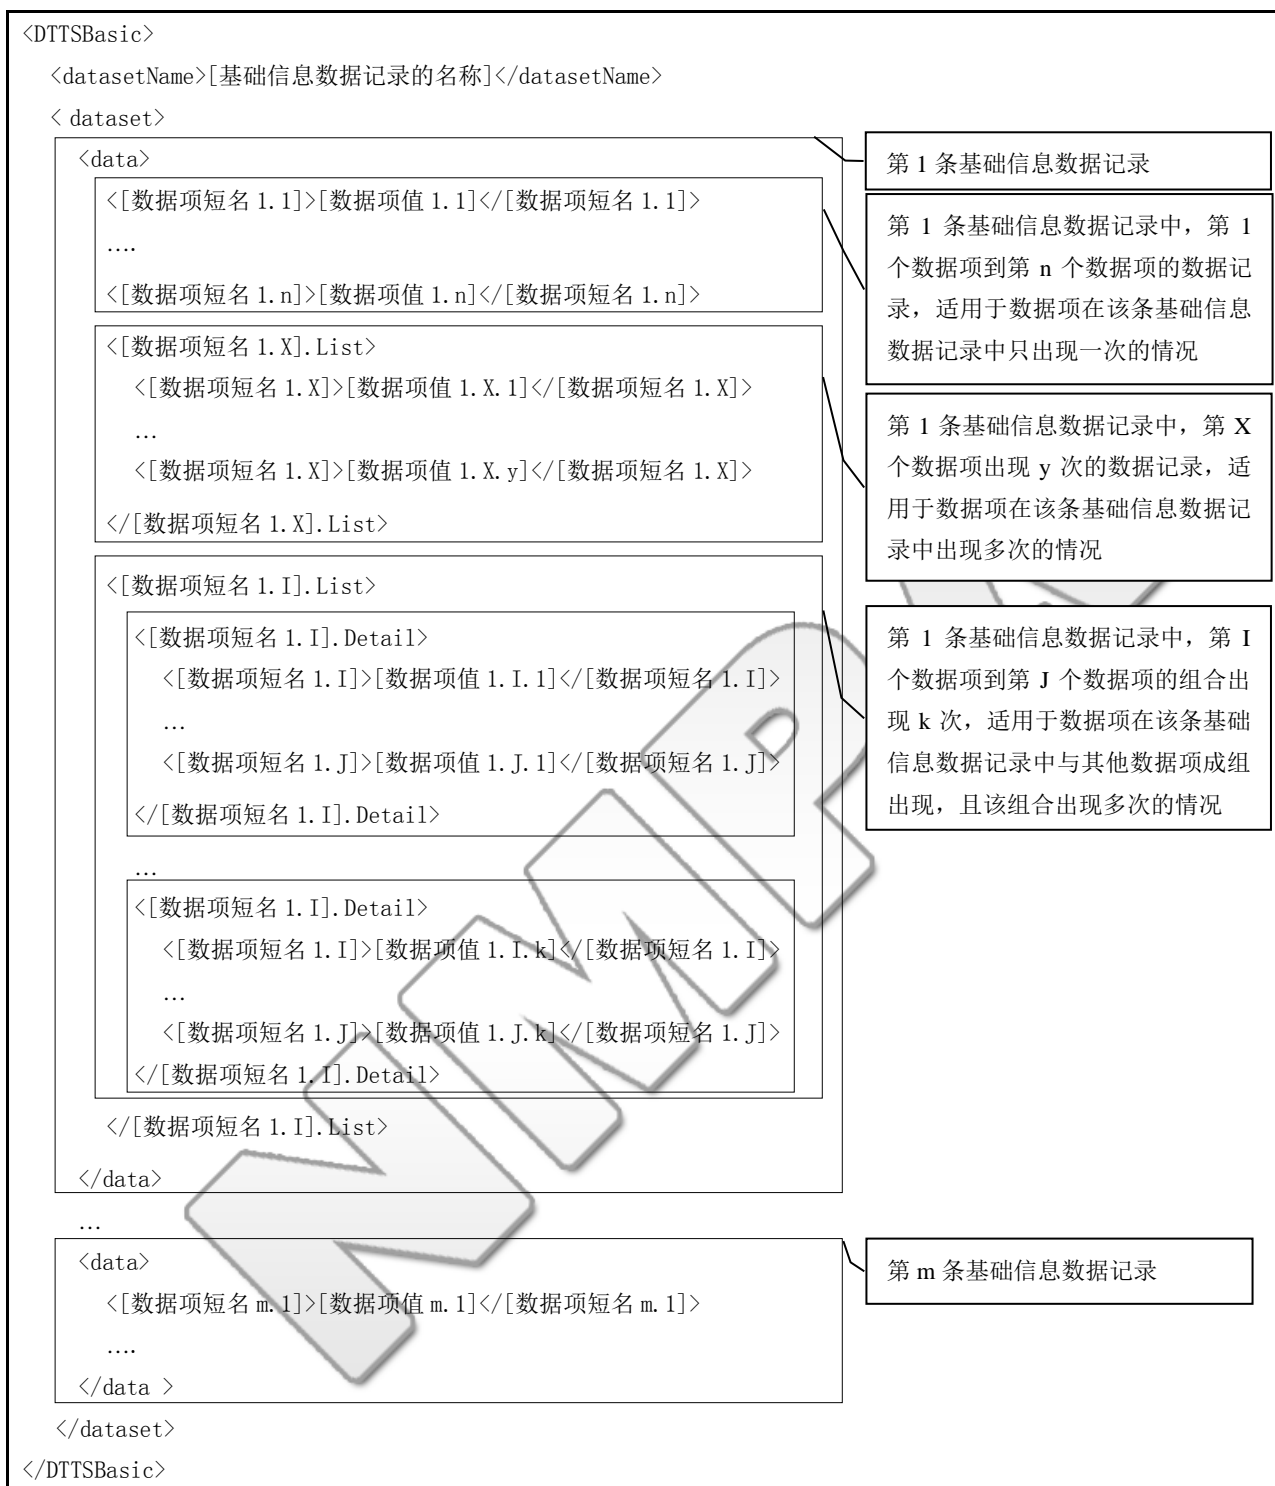 <DTTSBasic>
<datasetName>[基础信息数据记录的名称]</datasetName>
< dataset>
<data>
<[数据项短名 1.1]>[数据项值 1.1]</[数据项短名 1.1]>
....
<[数据项短名 1.n]>[数据项值 1.n]</[数据项短名 1.n]>
<[数据项短名 1.X].List>
<[数据项短名 1.X]>[数据项值 1.X.1]</[数据项短名 1.X]>
...
<[数据项短名 1.X]>[数据项值 1.X.y]</[数据项短名 1.X]>
</[数据项短名 1.X].List>
<[数据项短名 1.I].List>
<[数据项短名 1.I].Detail>
<[数据项短名 1.I]>[数据项值 1.I.1]</[数据项短名 1.I]>
...
<[数据项短名 1.J]>[数据项值 1.J.1]</[数据项短名 1.J]>
</[数据项短名 1.I].Detail>
...
<[数据项短名 1.I].Detail>
<[数据项短名 1.I]>[数据项值 1.I.k]</[数据项短名 1.I]>
...
<[数据项短名 1.J]>[数据项值 1.J.k]</[数据项短名 1.J]>
</[数据项短名 1.I].Detail>
</[数据项短名 1.I].List>
</data>
...
<data>
<[数据项短名 m.1]>[数据项值 m.1]</[数据项短名 m.1]>
....
</data >
</dataset>
</DTTSBasic>
第 1 条基础信息数据记录
第 1 条基础信息数据记录中，第 1
个数据项到第 n 个数据项的数据记
录，适用于数据项在该条基础信息
数据记录中只出现一次的情况
第 1 条基础信息数据记录中，第 X
个数据项出现 y 次的数据记录，适
用于数据项在该条基础信息数据记
录中出现多次的情况
第 1 条基础信息数据记录中，第 I
个数据项到第 J 个数据项的组合出
现 k 次，适用于数据项在该条基础
信息数据记录中与其他数据项成组
出现，且该组合出现多次的情况
第 m 条基础信息数据记录
NMPA